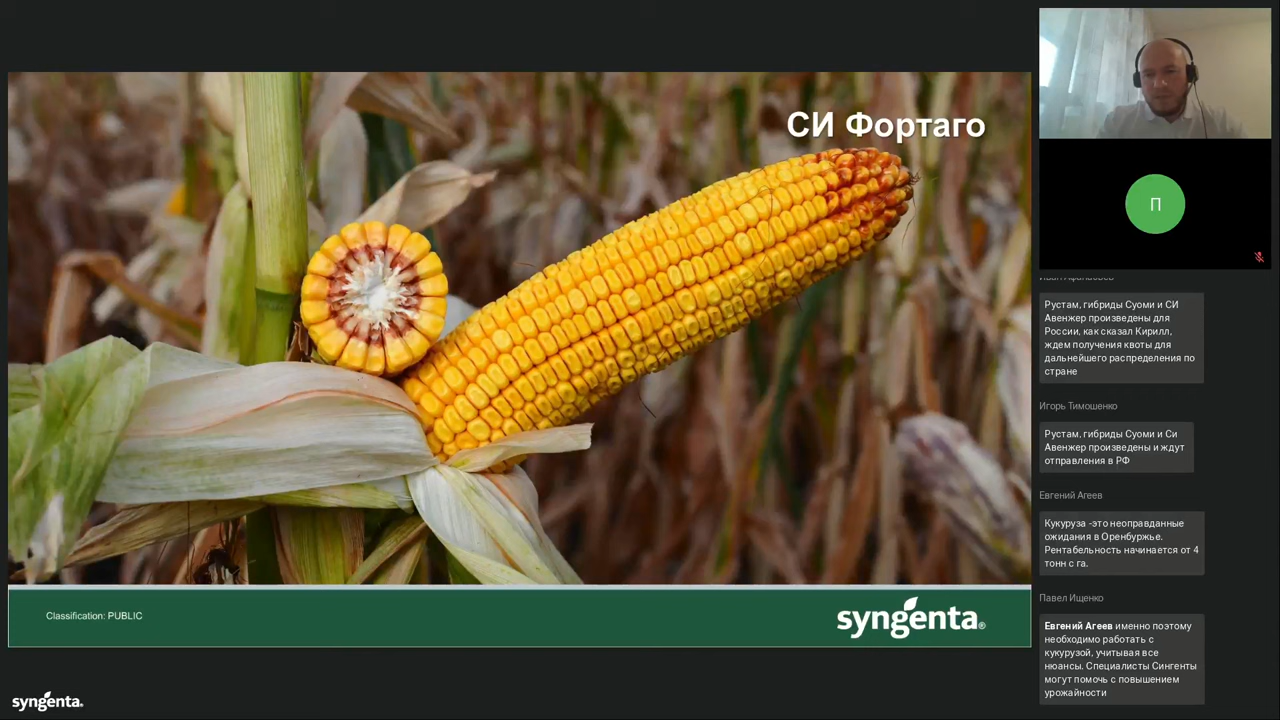 СИ Фортаго
Classification: PUBLIC
syngenta®
syngenta.
П
Рустам, гибриды Суоми и СИ
Авенжер произведены для
России, как сказал Кирилл,
ждем получения квоты для
дальнейшего распределения по
стране
Игорь Тимошенко
Рустам, гибриды Суоми и Си
Авенжер произведены и ждут
отправления в РФ
Евгений Агеев
Кукуруза -это неоправданные
ожидания в Оренбуржье.
Рентабельность начинается от 4
тонн с га.
Павел Ищенко
Евгений Агеев именно поэтому
необходимо работать с
кукурузой, учитывая все
нюансы. Специалисты Сингенты
могут помочь с повышением
урожайности